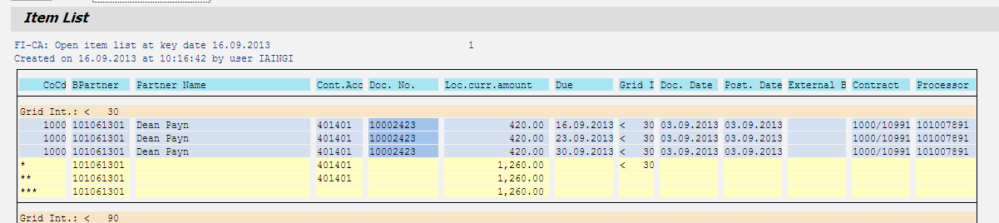 Item List
FI-CA: Open item list at key date 16.09.2013 1
Created on 16.09.2013 at 10:16:42 by user IAINGI
CoCd BPartner Partner Name Cont.Acc Doc. No. Loc.curr.amount Due Grid I Doc. Date Post. Date External B Contract Processor
Grid Int.: < 30
1000 101061301 Dean Payn 401401 10002423 420.00 16.09.2013 < 30 03.09.2013 03.09.2013 1000/10991 101007891
1000 101061301 Dean Payn 401401 10002423 420.00 23.09.2013 < 30 03.09.2013 03.09.2013 1000/10991 101007891
1000 101061301 Dean Payn 401401 10002423 420.00 30.09.2013 < 30 03.09.2013 03.09.2013 1000/10991 101007891
* 101061301 401401 1,260.00 < 30
** 101061301 401401 1,260.00
*** 101061301 1,260.00
Grid Int.: < 90